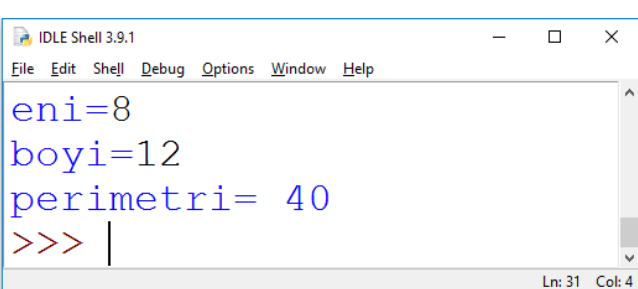 IDLE Shell 3.9.1
File Edit Shell Debug Options Window Help
eni=8
boyi=12
perimetri= 40
>>>
Ln: 31 Col: 4